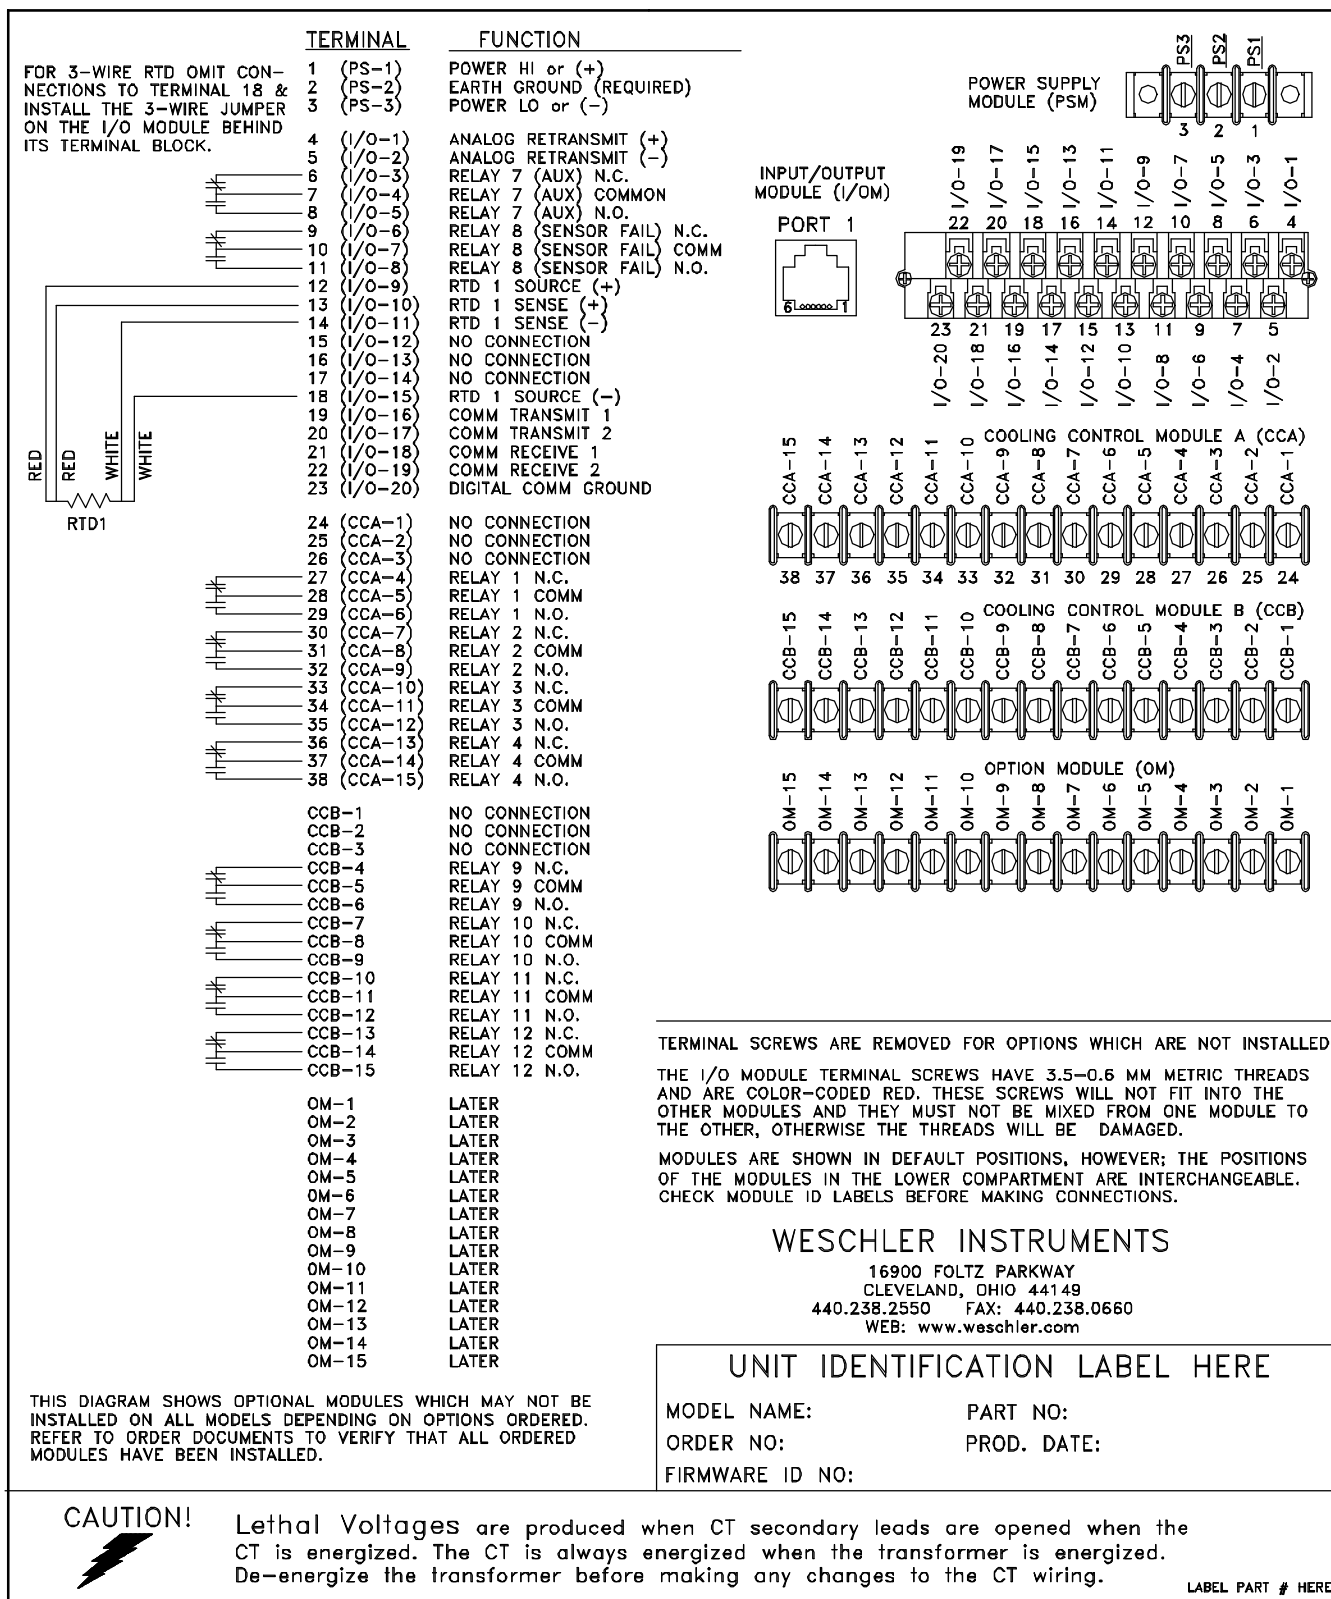 TERMINAL FUNCTION
FOR 3-WIRE RTD OMIT CON-
NECTIONS TO TERMINAL 18 &
INSTALL THE 3-WIRE JUMPER
ON THE I/O MODULE BEHIND
ITS TERMINAL BLOCK.
1 (PS-1) POWER HI or (+)
2 (PS-2) EARTH GROUND (REQUIRED)
3 (PS-3) POWER LO or (-)
4 (I/O-1) ANALOG RETRANSMIT (+)
5 (I/O-2) ANALOG RETRANSMIT (-)
6 (I/O-3) RELAY 7 (AUX) N.C.
7 (I/O-4) RELAY 7 (AUX) COMMON
8 (I/O-5) RELAY 7 (AUX) N.O.
9 (I/O-6) RELAY 8 (SENSOR FAIL) N.C.
10 (I/O-7) RELAY 8 (SENSOR FAIL) COMM
11 (I/O-8) RELAY 8 (SENSOR FAIL) N.O.
12 (I/O-9) RTD 1 SOURCE (+)
13 (I/O-10) RTD 1 SENSE (+)
14 (I/O-11) RTD 1 SENSE (-)
15 (I/O-12) NO CONNECTION
16 (I/O-13) NO CONNECTION
17 (I/O-14) NO CONNECTION
18 (I/O-15) RTD 1 SOURCE (-)
19 (I/O-16) COMM TRANSMIT 1
20 (I/O-17) COMM TRANSMIT 2
21 (I/O-18) COMM RECEIVE 1
22 (I/O-19) COMM RECEIVE 2
23 (I/O-20) DIGITAL COMM GROUND
RED RED WHITE WHITE
RTD1
24 (CCA-1) NO CONNECTION
25 (CCA-2) NO CONNECTION
26 (CCA-3) NO CONNECTION
27 (CCA-4) RELAY 1 N.C.
28 (CCA-5) RELAY 1 COMM
29 (CCA-6) RELAY 1 N.O.
30 (CCA-7) RELAY 2 N.C.
31 (CCA-8) RELAY 2 COMM
32 (CCA-9) RELAY 2 N.O.
33 (CCA-10) RELAY 3 N.C.
34 (CCA-11) RELAY 3 COMM
35 (CCA-12) RELAY 3 N.O.
36 (CCA-13) RELAY 4 N.C.
37 (CCA-14) RELAY 4 COMM
38 (CCA-15) RELAY 4 N.O.
CCB-1 NO CONNECTION
CCB-2 NO CONNECTION
CCB-3 NO CONNECTION
CCB-4 RELAY 9 N.C.
CCB-5 RELAY 9 COMM
CCB-6 RELAY 9 N.O.
CCB-7 RELAY 10 N.C.
CCB-8 RELAY 10 COMM
CCB-9 RELAY 10 N.O.
CCB-10 RELAY 11 N.C.
CCB-11 RELAY 11 COMM
CCB-12 RELAY 11 N.O.
CCB-13 RELAY 12 N.C.
CCB-14 RELAY 12 COMM
CCB-15 RELAY 12 N.O.
OM-1 LATER
OM-2 LATER
OM-3 LATER
OM-4 LATER
OM-5 LATER
OM-6 LATER
OM-7 LATER
OM-8 LATER
OM-9 LATER
OM-10 LATER
OM-11 LATER
OM-12 LATER
OM-13 LATER
OM-14 LATER
OM-15 LATER
THIS DIAGRAM SHOWS OPTIONAL MODULES WHICH MAY NOT BE
INSTALLED ON ALL MODELS DEPENDING ON OPTIONS ORDERED.
REFER TO ORDER DOCUMENTS TO VERIFY THAT ALL ORDERED
MODULES HAVE BEEN INSTALLED.
PS3 PS2 PS1
POWER SUPPLY
MODULE (PSM)
3 2 1
INPUT/OUTPUT
MODULE (I/OM)
PORT 1
6 1
I/O-19 I/O-17 I/O-15 I/O-13 I/O-11 I/O-9 I/O-7 I/O-5 I/O-3 I/O-1
22 20 18 16 14 12 10 8 6 4
23 21 19 17 15 13 11 9 7 5
I/O-20 I/O-18 I/O-16 I/O-14 I/O-12 I/O-10 I/O-8 I/O-6 I/O-4 I/O-2
COOLING CONTROL MODULE A (CCA)
CCA-15 CCA-14 CCA-13 CCA-12 CCA-11 CCA-10 CCA-9 CCA-8 CCA-7 CCA-6 CCA-5 CCA-4 CCA-3 CCA-2 CCA-1
38 37 36 35 34 33 32 31 30 29 28 27 26 25 24
COOLING CONTROL MODULE B (CCB)
CCB-15 CCB-14 CCB-13 CCB-12 CCB-11 CCB-10 CCB-9 CCB-8 CCB-7 CCB-6 CCB-5 CCB-4 CCB-3 CCB-2 CCB-1
OPTION MODULE (OM)
OM-15 OM-14 OM-13 OM-12 OM-11 OM-10 OM-9 OM-8 OM-7 OM-6 OM-5 OM-4 OM-3 OM-2 OM-1
TERMINAL SCREWS ARE REMOVED FOR OPTIONS WHICH ARE NOT INSTALLED
THE I/O MODULE TERMINAL SCREWS HAVE 3.5-0.6 MM METRIC THREADS
AND ARE COLOR-CODED RED. THESE SCREWS WILL NOT FIT INTO THE
OTHER MODULES AND THEY MUST NOT BE MIXED FROM ONE MODULE TO
THE OTHER, OTHERWISE THE THREADS WILL BE DAMAGED.
MODULES ARE SHOWN IN DEFAULT POSITIONS, HOWEVER; THE POSITIONS
OF THE MODULES IN THE LOWER COMPARTMENT ARE INTERCHANGEABLE.
CHECK MODULE ID LABELS BEFORE MAKING CONNECTIONS.
WESCHLER INSTRUMENTS
16900 FOLTZ PARKWAY
CLEVELAND, OHIO 44149
440.238.2550 FAX: 440.238.0660
WEB: www.weschler.com
UNIT IDENTIFICATION LABEL HERE
MODEL NAME: PART NO:
ORDER NO: PROD. DATE:
FIRMWARE ID NO:
CAUTION!
Lethal Voltages are produced when CT secondary leads are opened when the
CT is energized. The CT is always energized when the transformer is energized.
De-energize the transformer before making any changes to the CT wiring.
LABEL PART # HERE